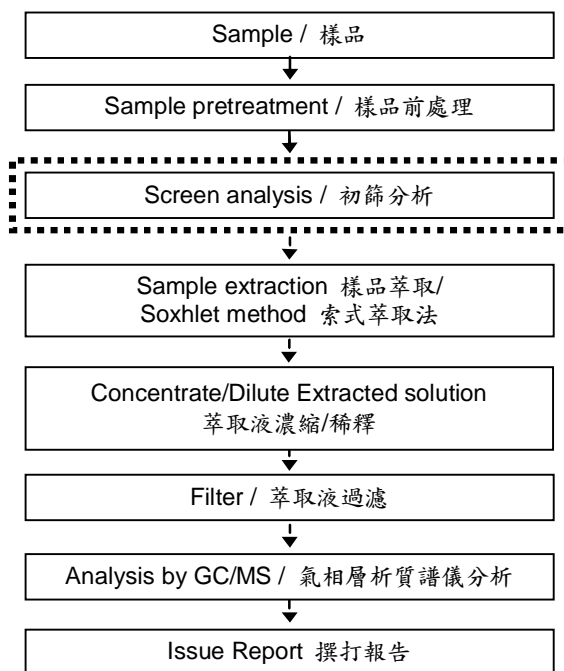 Sample / 樣品
Sample pretreatment / 樣品前處理
Screen analysis / 初篩分析
Sample extraction 樣品萃取/
Soxhlet method 索式萃取法
Concentrate/Dilute Extracted solution
萃取液濃縮/稀釋
Filter / 萃取液過濾
Analysis by GC/MS / 氣相層析質譜儀分析
Issue Report 撰打報告